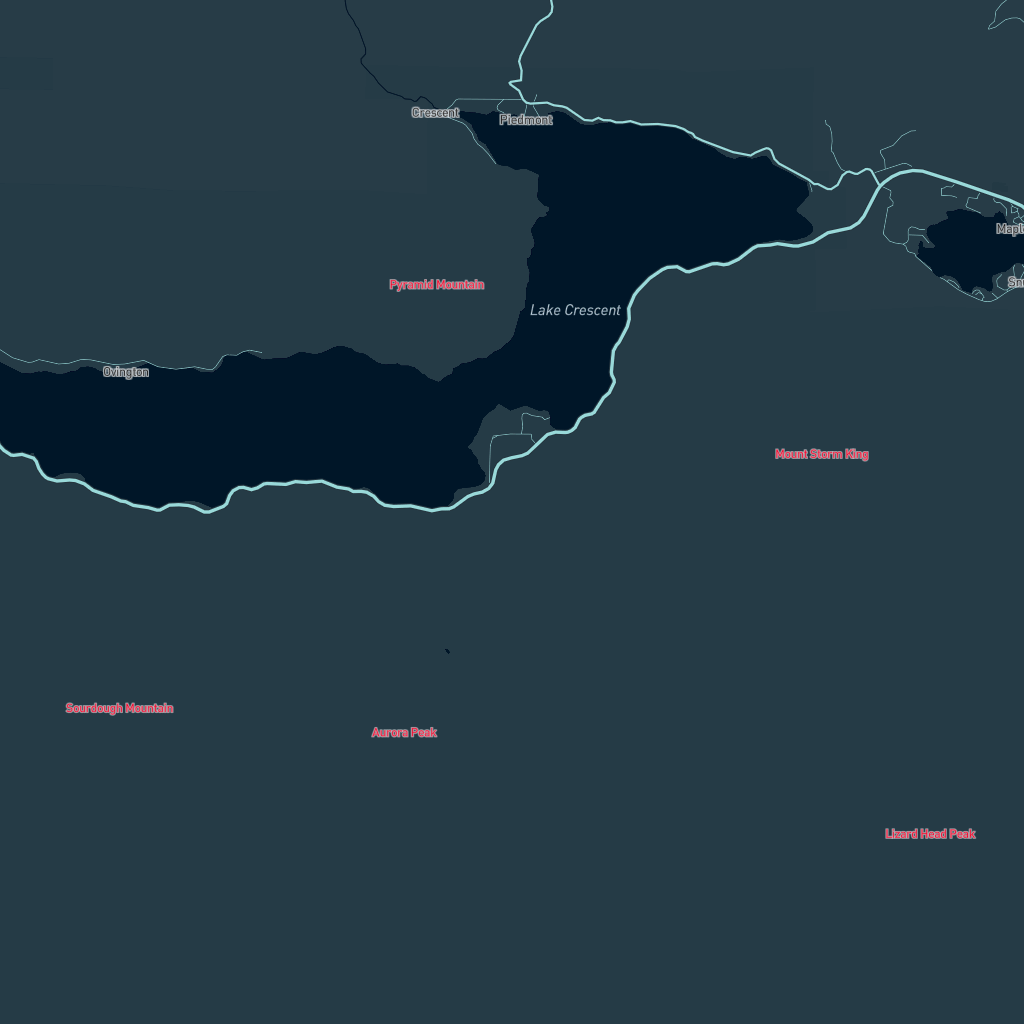 Crescent
Piedmont
Pyramid Mountain
Lake Crescent
Ovington
Mount Storm King
Sourdough Mountain
Aurora Peak
Lizard Head Peak